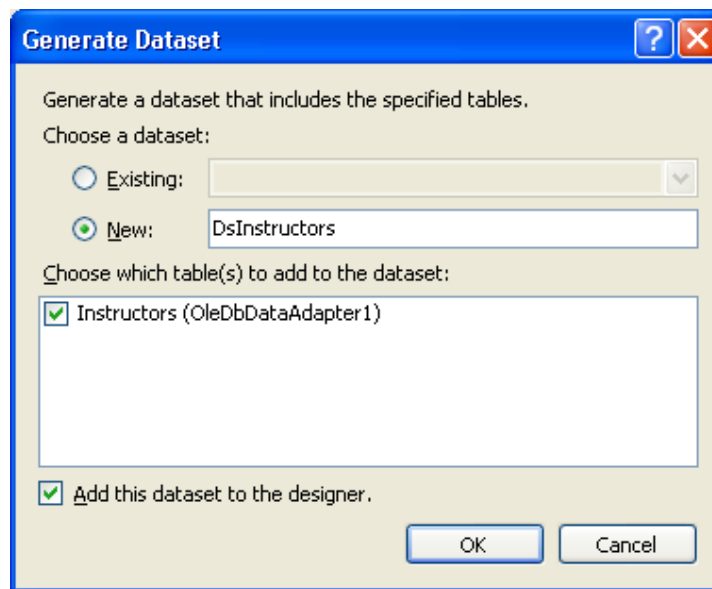 Generate Dataset
Generate a dataset that includes the specified tables.
Choose a dataset:
Existing:
New: DsInstructors
Choose which table(s) to add to the dataset:
Instructors (OleDbDataAdapter1)
Add this dataset to the designer.
OK Cancel